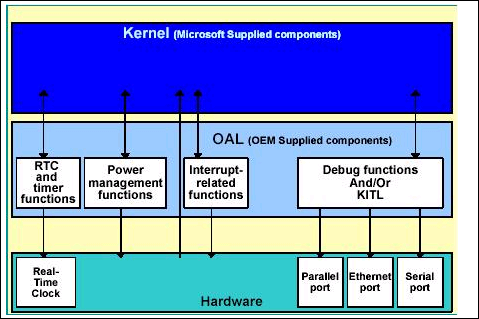 Kernel (Microsoft Supplied components)
OAL (OEM Supplied components)
RTC
and
timer
functions
Power
management
functions
Interrupt-
related
functions
Debug functions
And/Or
KITL
Real-
Time
Clock
Parallel
port
Ethernet
port
Serial
port
Hardware